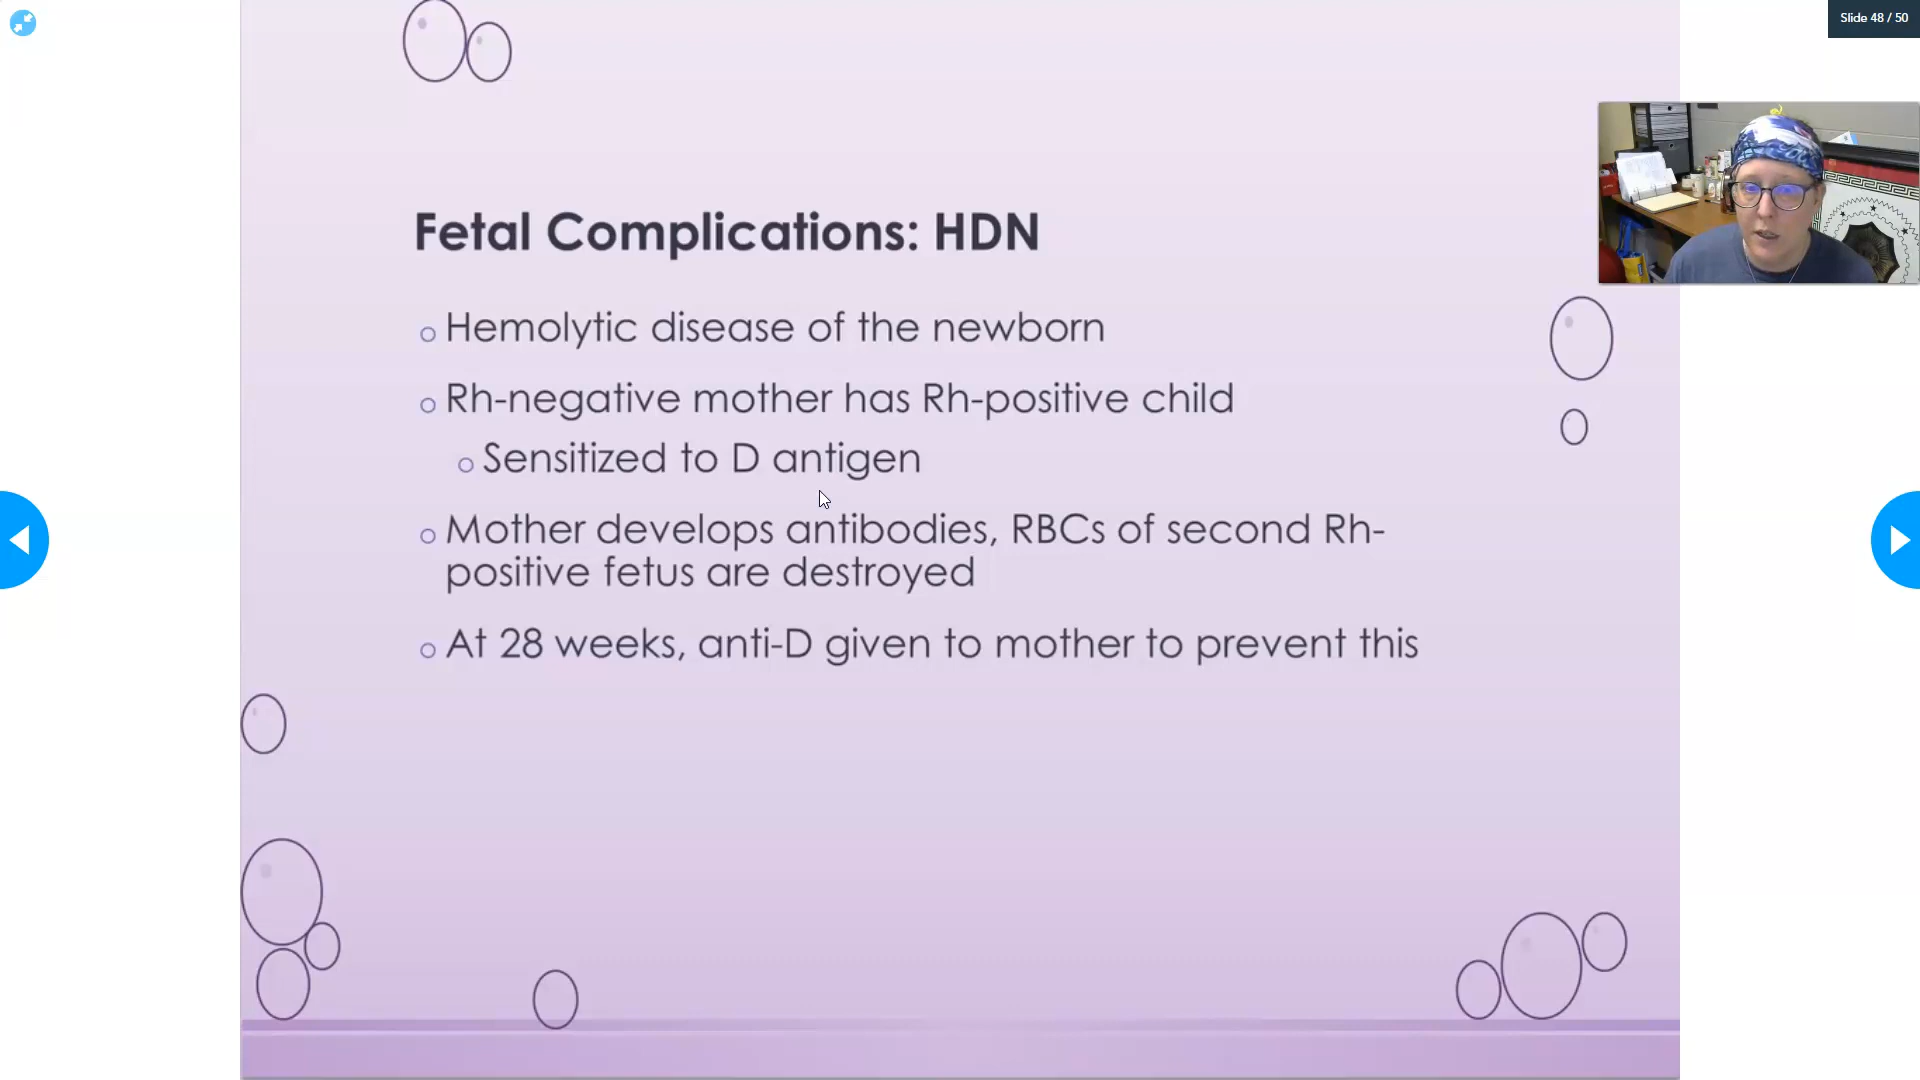 Slide 48 / 50
Fetal Complications: HDN
Hemolytic disease of the newborn
Rh-negative mother has Rh-positive child
Sensitized to D antigen
Mother develops antibodies, RBCs of second Rh-
positive fetus are destroyed
At 28 weeks, anti-D given to mother to prevent this